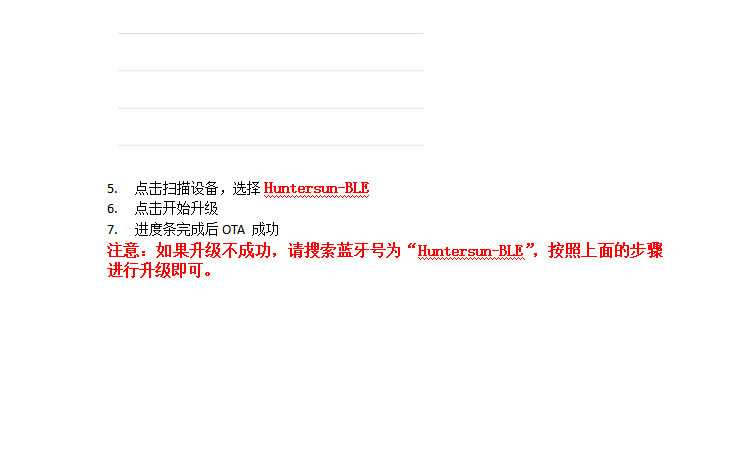 5. 点击扫描设备，选择 Huntersun-BLE
6. 点击开始升级
7. 进度条完成后 OTA 成功
注意：如果升级不成功，请搜索蓝牙号为“Huntersun-BLE”，按照上面的步骤
进行升级即可。